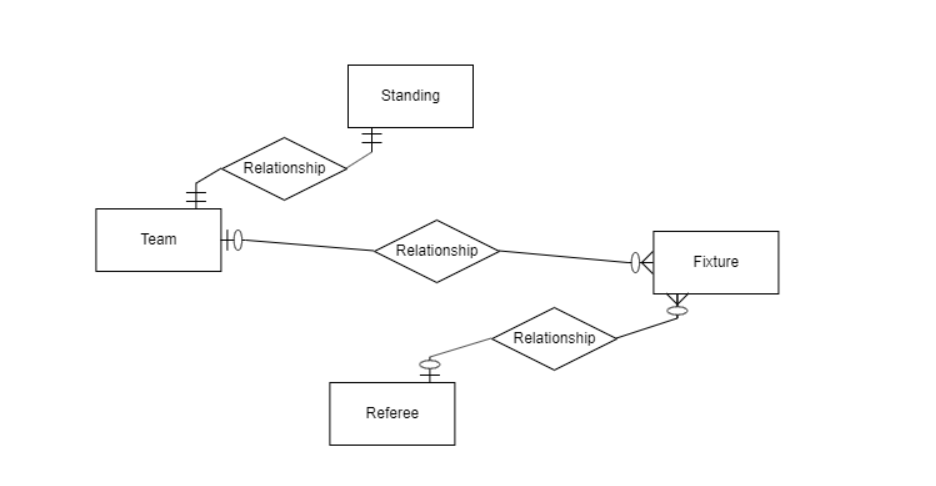 Standing
Relationship
Team
Relationship
Fixture
Relationship
Referee